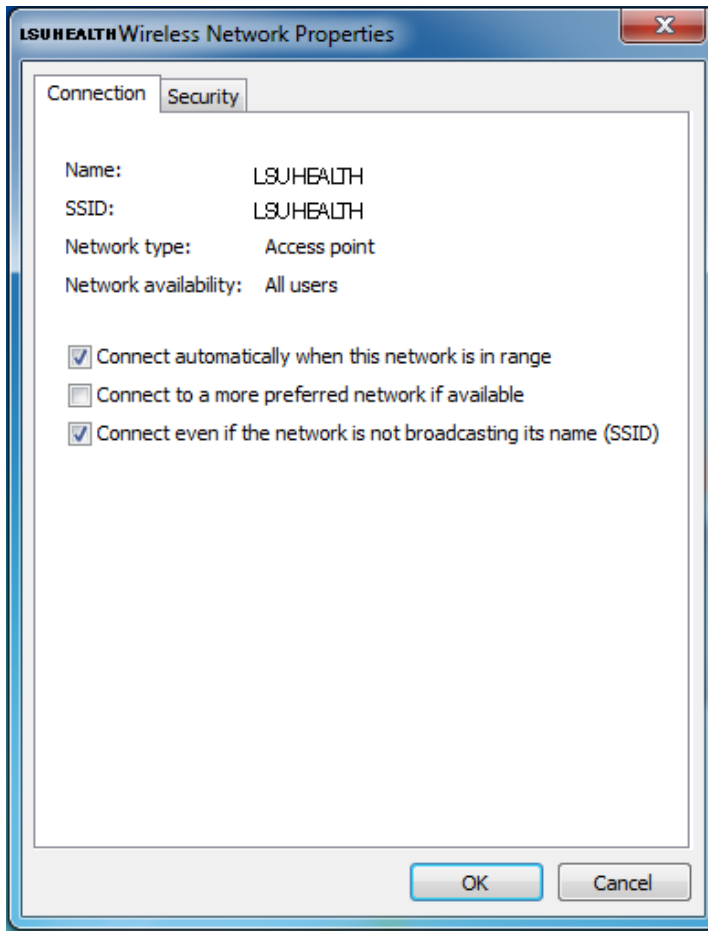 LSUHEALTH Wireless Network Properties
Connection
Security
Name: LSUHEALTH
SSID: LSUHEALTH
Network type: Access point
Network availability: All users
Connect automatically when this network is in range
Connect to a more preferred network if available
Connect even if the network is not broadcasting its name (SSID)
OK
Cancel